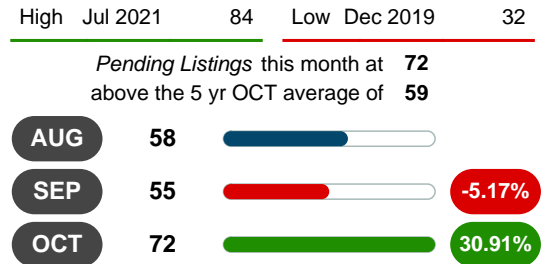 High Jul 2021 84 Low Dec 2019 32
Pending Listings this month at 72
above the 5 yr OCT average of 59
AUG 58
SEP 55 -5.17%
OCT 72 30.91%